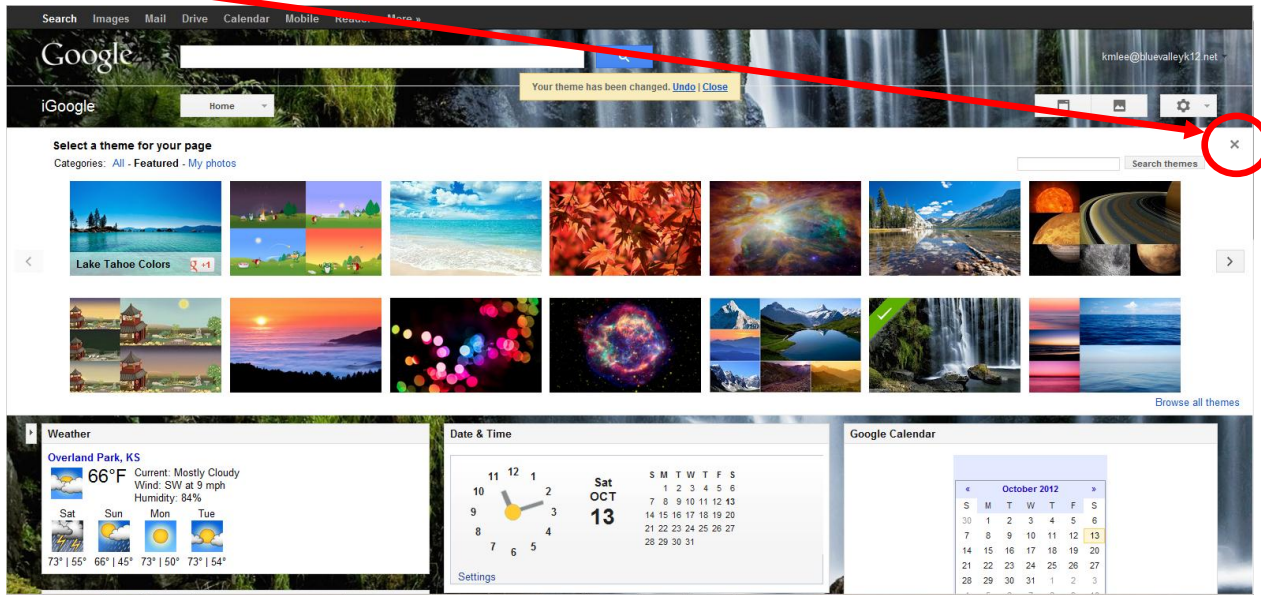 Search Images Mail Drive Calendar Mobile Reader More »
Google
kmlee@bluevalleyk12.net
Your theme has been changed. Undo | Close
iGoogle
Home
Select a theme for your page
Categories: All - Featured - My photos
Search themes
Lake Tahoe Colors
+1
Browse all themes
Weather
Overland Park, KS
66°F
Current: Mostly Cloudy
Wind: SW at 9 mph
Humidity: 84%
Sat Sun Mon Tue
73° | 55° 66° | 45° 73° | 50° 73° | 54°
Date & Time
12
11 1
10 2
9 3
8 4
7 6 5
Sat
OCT
13
S M T W T F S
1 2 3 4 5 6
7 8 9 10 11 12 13
14 15 16 17 18 19 20
21 22 23 24 25 26 27
28 29 30 31
Settings
Google Calendar
« October 2012 »
S M T W T F S
30 1 2 3 4 5 6
7 8 9 10 11 12 13
14 15 16 17 18 19 20
21 22 23 24 25 26 27
28 29 30 31 1 2 3